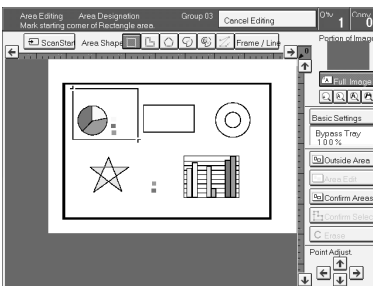 Area Editing Area Designation Group 03 Cancel Editing
Mark starting corner of Rectangle area.
1 Copy 0
ScanStart Area Shape Frame / Line
Portion of Image
Full Image
Basic Settings
Bypass Tray
100%
Outside Area
Area Edit
Confirm Areas
Confirm Selec
C Erase
Point Adjust.